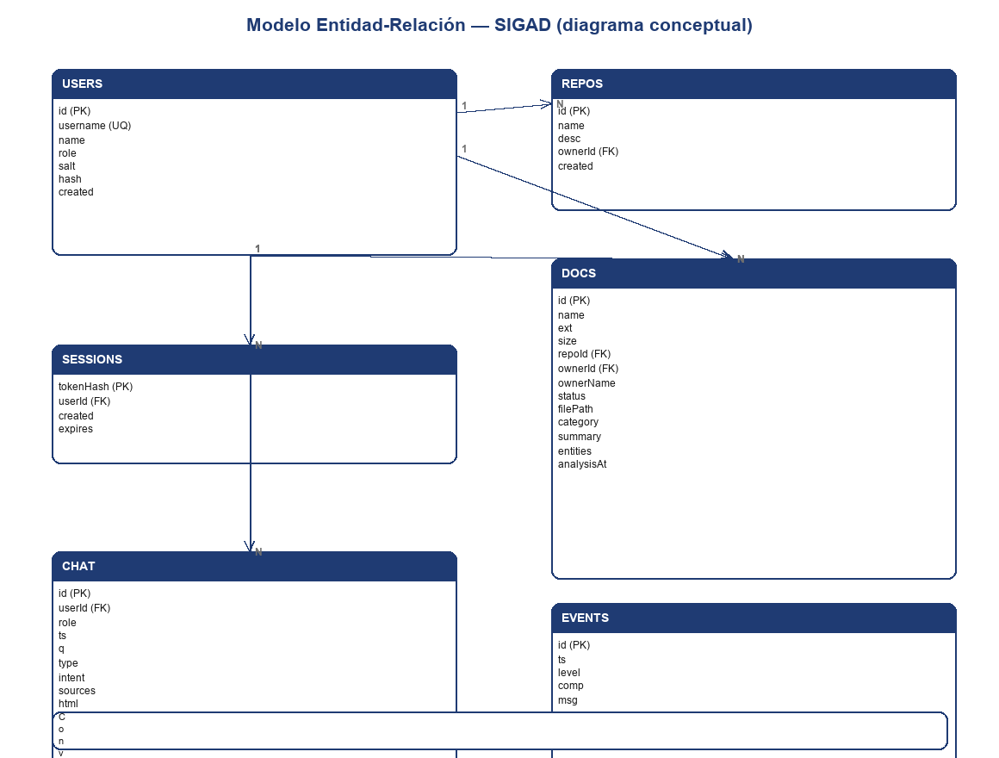 Modelo Entidad-Relación — SIGAD (diagrama conceptual)
USERS
id (PK)
username (UQ)
name
role
salt
hash
created
1
1
1
REPOS
N
id (PK)
name
desc
ownerId (FK)
created
N
DOCS
id (PK)
name
ext
size
repoId (FK)
ownerId (FK)
ownerName
status
filePath
category
summary
entities
analysisAt
N
SESSIONS
tokenHash (PK)
userId (FK)
created
expires
N
CHAT
id (PK)
userId (FK)
role
ts
q
type
intent
sources
html
C
o
n
v
EVENTS
id (PK)
ts
level
comp
msg